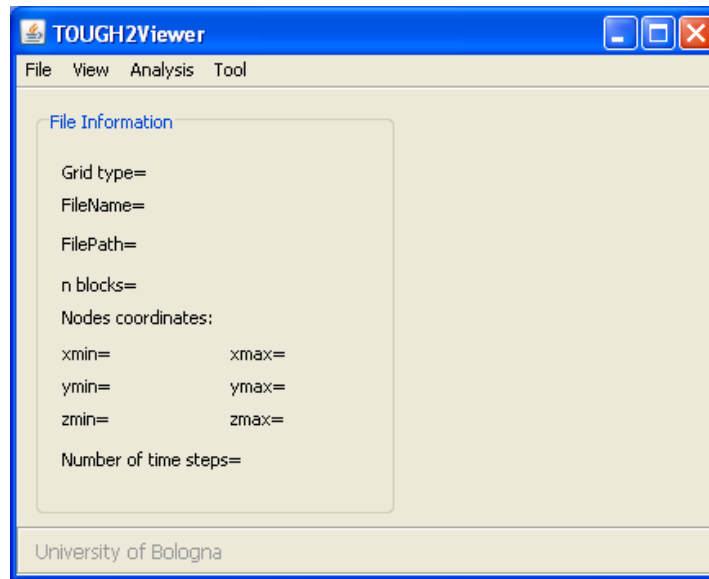 TOUGH2Viewer
File View Analysis Tool
File Information
Grid type=
FileName=
FilePath=
n blocks=
Nodes coordinates:
xmin= xmax=
ymin= ymax=
zmin= zmax=
Number of time steps=
University of Bologna